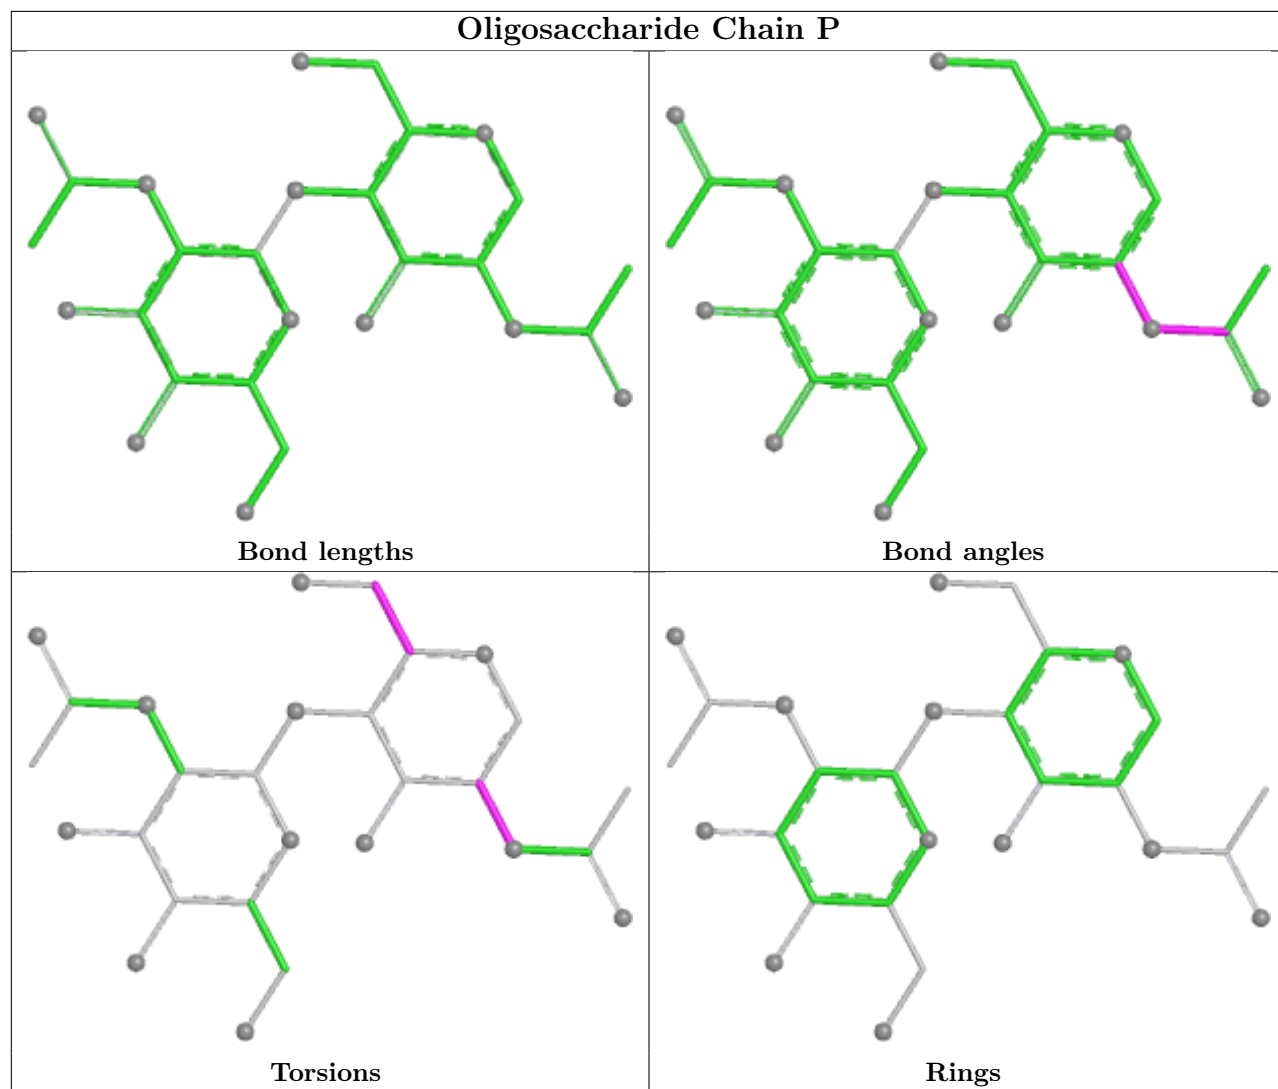 Oligosaccharide Chain P
Bond lengths
Bond angles
Torsions
Rings